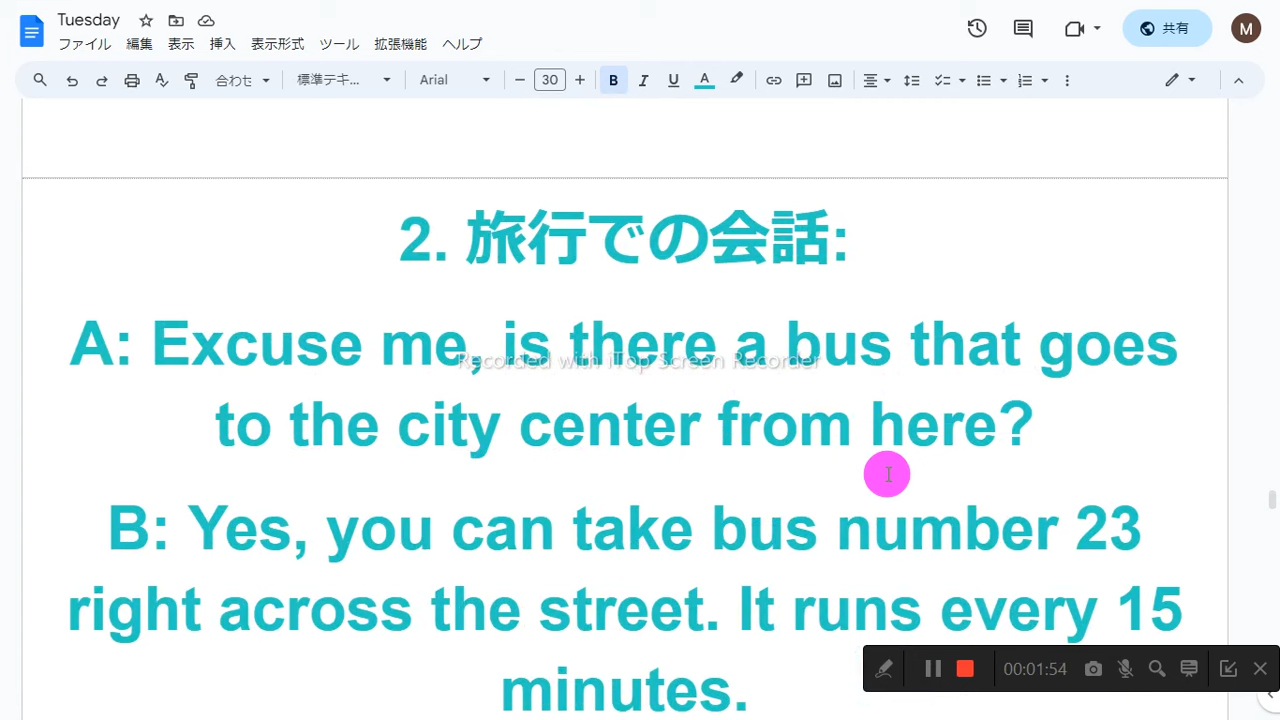 Tuesday
ファイル 編集 表示 挿入 表示形式 ツール 拡張機能 ヘルプ
共有
M
合わせ 標準テキ... Arial 30 B I U A
2. 旅行での会話:
A: Excuse me, is there a bus that goes
Recorded with iTop Screen Recorder
to the city center from here?
B: Yes, you can take bus number 23
right across the street. It runs every 15
minutes.
00:01:54